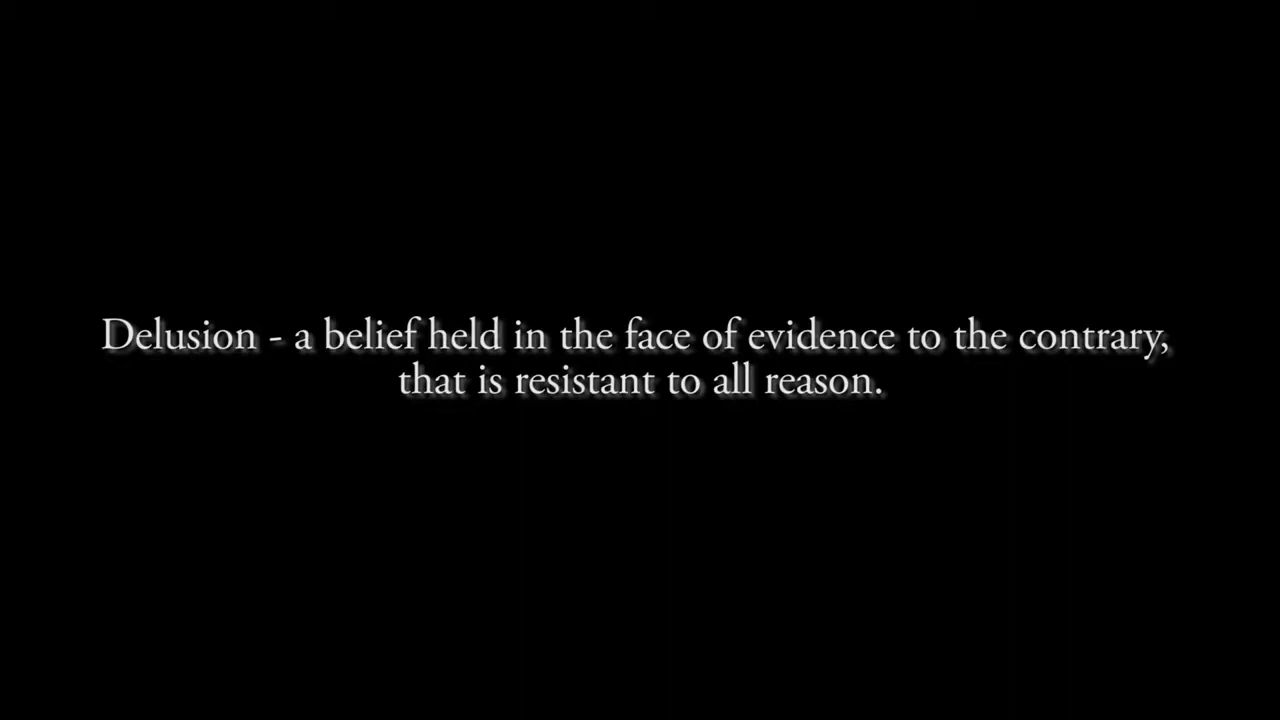 Delusion - a belief held in the face of evidence to the contrary,
that is resistant to all reason.